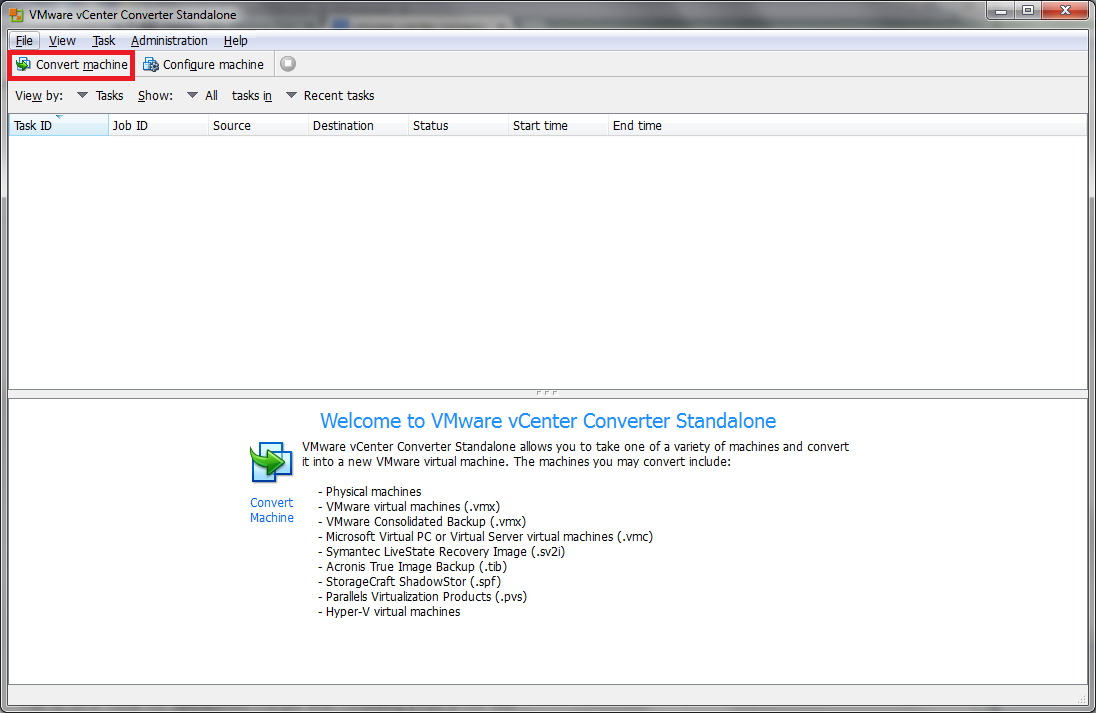 VMware vCenter Converter Standalone
File View Task Administration Help
Convert machine Configure machine
View by: Tasks Show: All tasks in Recent tasks
Task ID Job ID Source Destination Status Start time End time
Welcome to VMware vCenter Converter Standalone
VMware vCenter Converter Standalone allows you to take one of a variety of machines and convert
it into a new VMware virtual machine. The machines you may convert include:
Convert
Machine
- Physical machines
- VMware virtual machines (.vmx)
- VMware Consolidated Backup (.vmx)
- Microsoft Virtual PC or Virtual Server virtual machines (.vmc)
- Symantec LiveState Recovery Image (.sv2i)
- Acronis True Image Backup (.tib)
- StorageCraft ShadowStor (.spf)
- Parallels Virtualization Products (.pvs)
- Hyper-V virtual machines